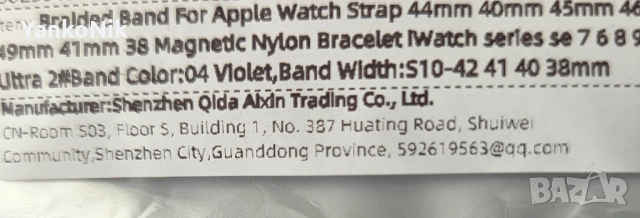 Braided Band For Apple Watch Strap 44mm 40mm 45mm 46
49mm 41mm 38 Magnetic Nylon Bracelet iWatch series se 7 6 8 9
Ultra 2#Band Color:04 Violet,Band Width:S10-42 41 40 38mm
Manufacturer:Shenzhen Qida Aixin Trading Co., Ltd.
CN-Room 503, Floor 5, Building 1, No. 387 Huating Road, Shuiwei
Community,Shenzhen City,Guanddong Province, 592619563@qq.com
YankoNik
BAZAR.bg